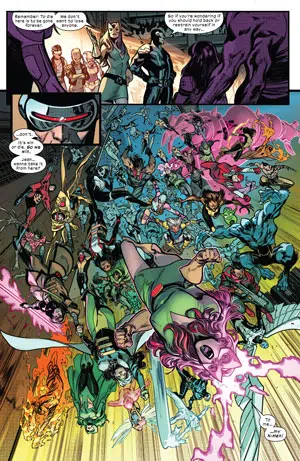 Remember: To die
here is to be gone
forever.
We don't
want to lose
anyone.
So if you're wondering if
you should hold back or
restrain yourself in
any way...
...don't.
It's win
or die. So we
win.
Jean...
wanna take it
from here?
To
me...
...my
X-Men!